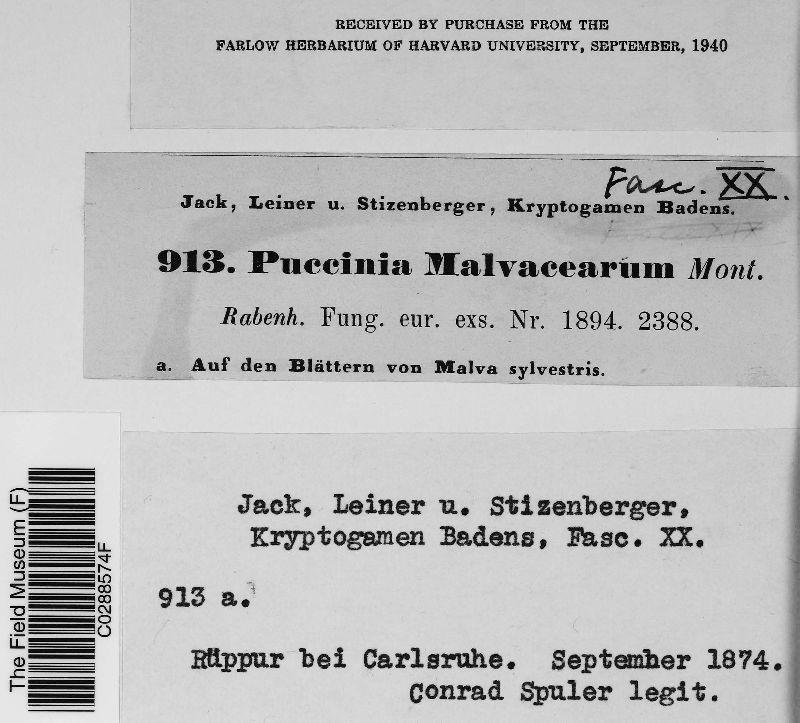 RECEIVED BY PURCHASE FROM THE
FARLOW HERBARIUM OF HARVARD UNIVERSITY, SEPTEMBER, 1940
Fasc. XX.
Jack, Leiner u. Stizenberger, Kryptogamen Badens.
913. Puccinia Malvacearum Mont.
Rabenh. Fung. eur. exs. Nr. 1894. 2388.
a. Auf den Blättern von Malva sylvestris.
Jack, Leiner u. Stizenberger,
Kryptogamen Badens, Fasc. XX.
913 a.
Rüppur bei Carlsruhe. September 1874.
Conrad Spuler legit.
The Field Museum (F)
C0288574F